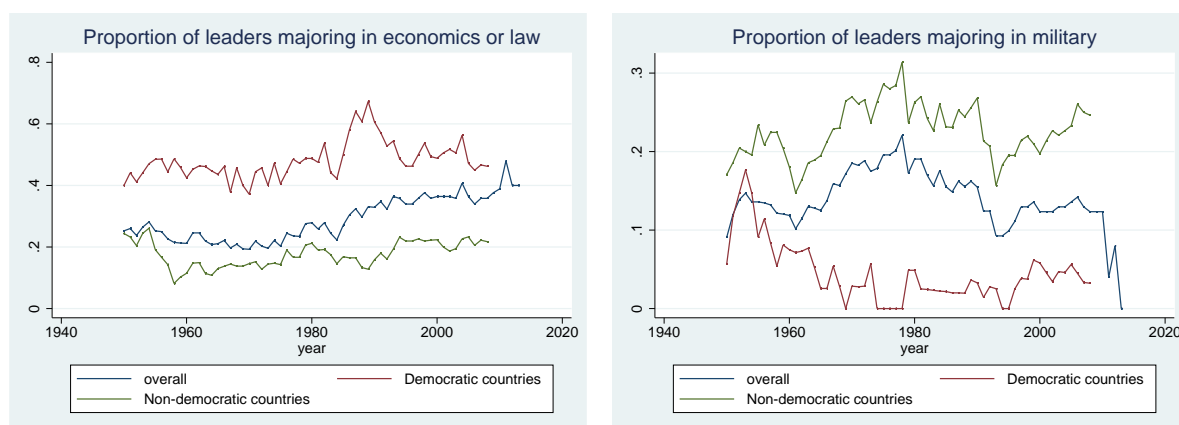 Proportion of leaders majoring in economics or law
.8
.6
.4
.2
0
1940 1960 1980 2000 2020
year
overall Democratic countries
Non-democratic countries
Proportion of leaders majoring in military
.3
.2
.1
0
1940 1960 1980 2000 2020
year
overall Democratic countries
Non-democratic countries